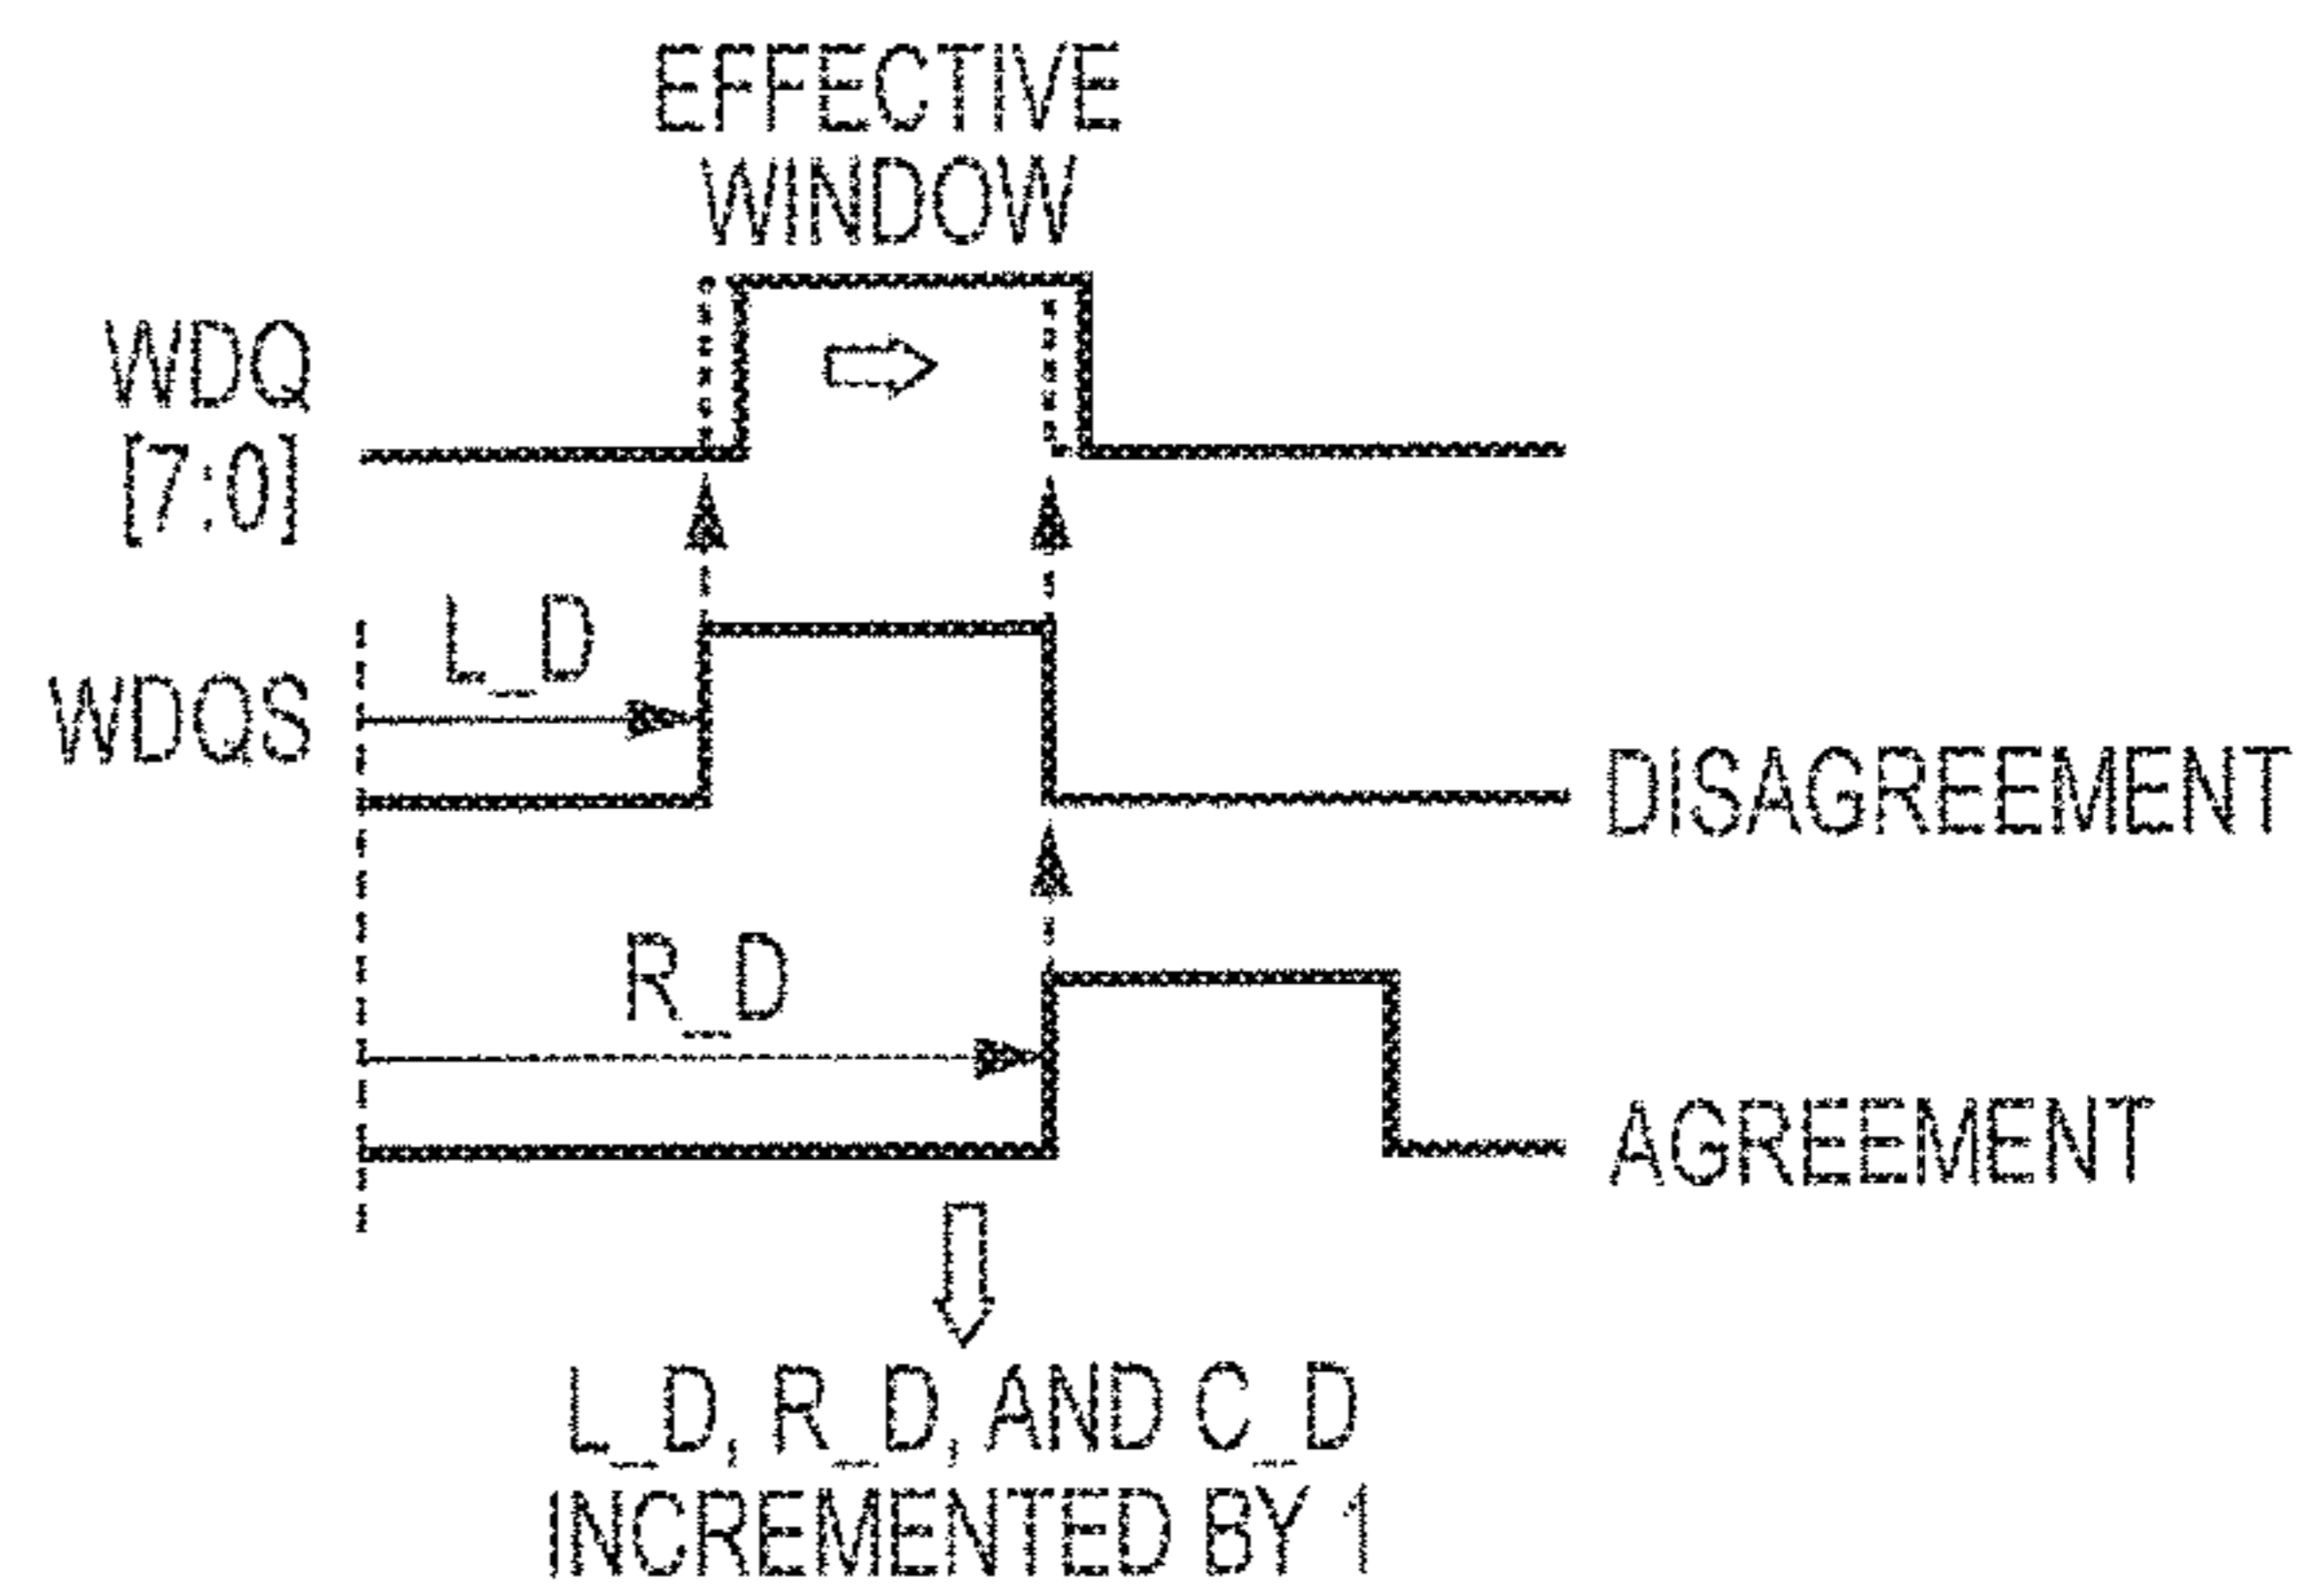 EFFECTIVE
WINDOW
WDQ
[7:0]
L_D
WDQS
DISAGREEMENT
R_D
AGREEMENT
L_D, R_D, AND C_D
INCREMENTED BY 1